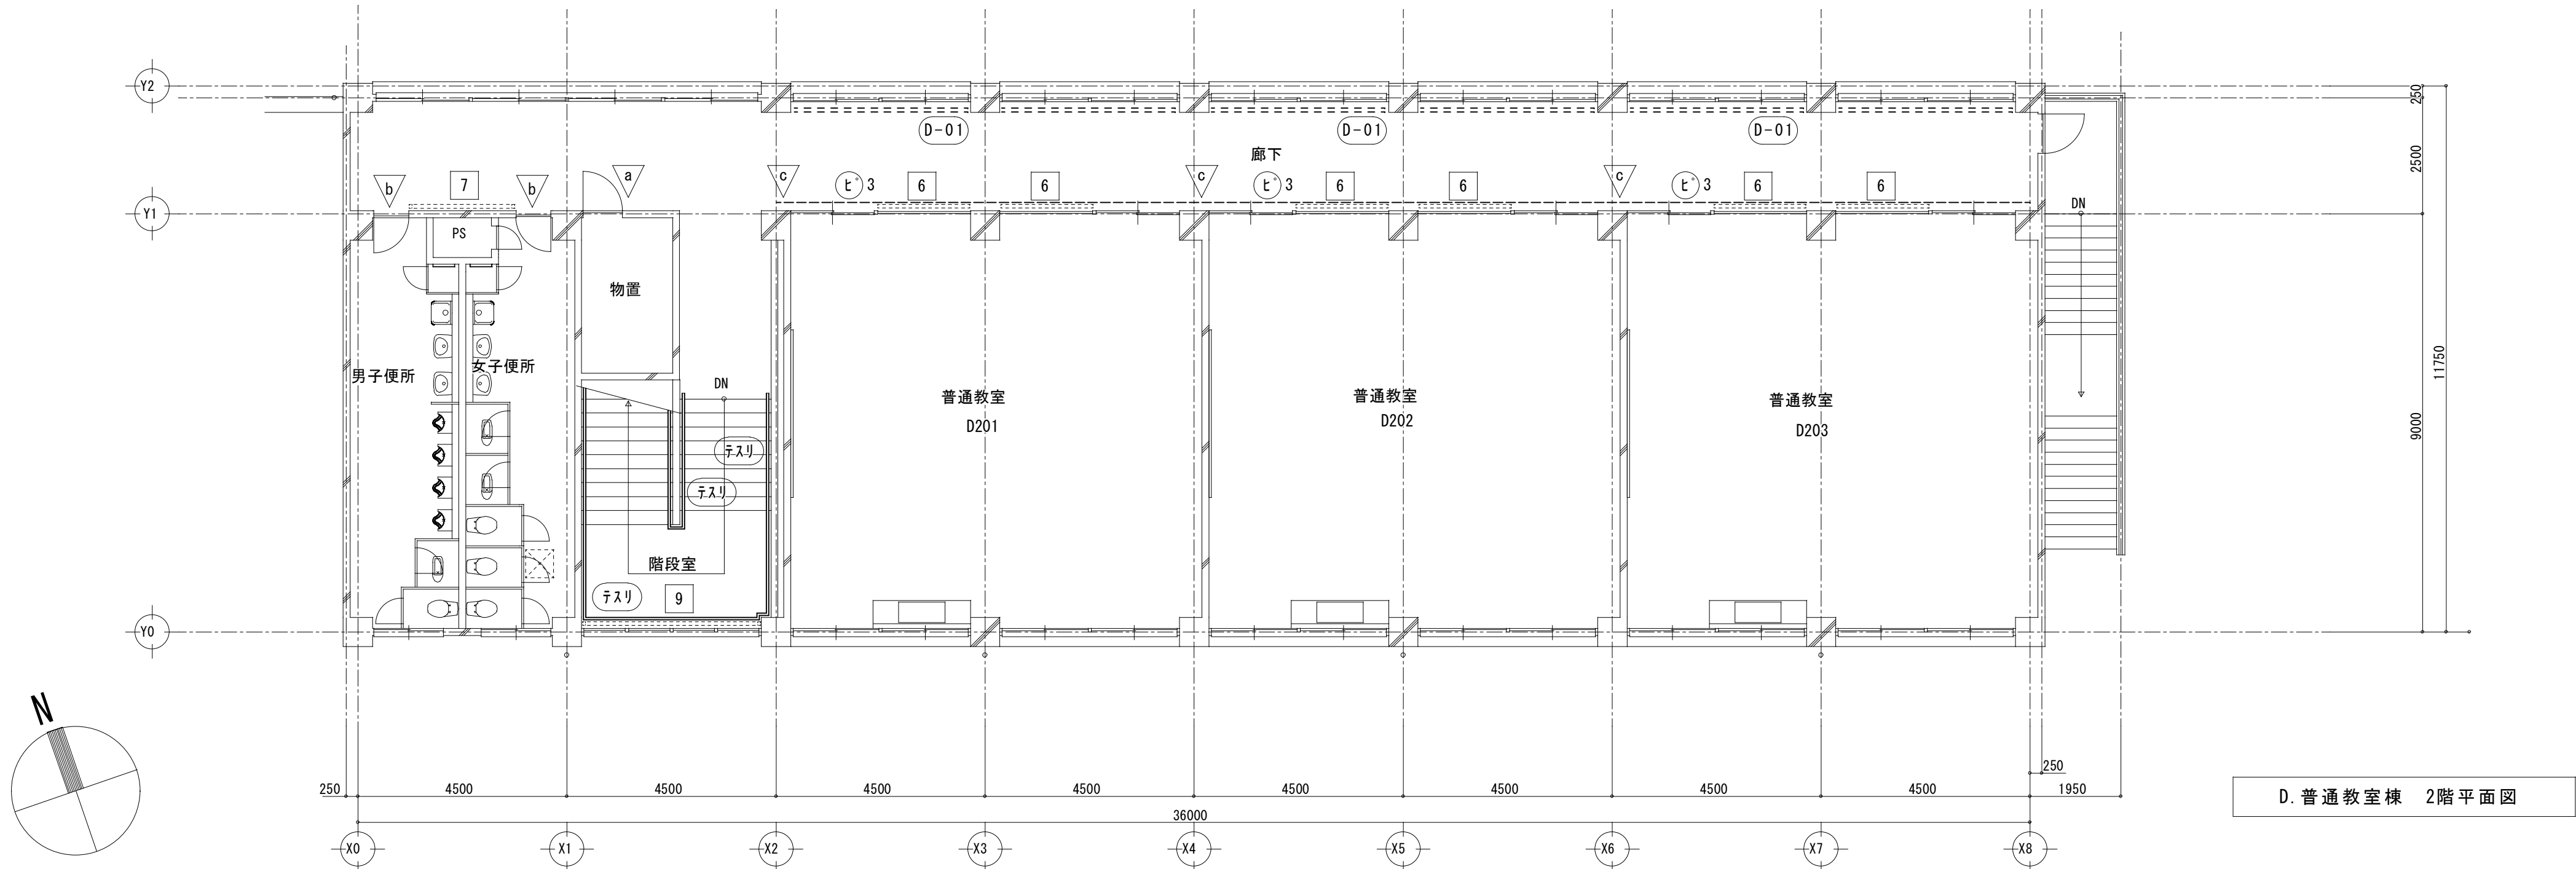 Y2
250
D-01
D-01
D-01
廊下
2500
b
7
b
a
c
ピ 3
6
6
c
ピ 3
6
6
c
ピ 3
6
6
DN
Y1
PS
物置
11750
男子便所
女子便所
DN
普通教室
D201
普通教室
D202
普通教室
D203
9000
テスリ
テスリ
階段室
テスリ
9
Y0
N
250
4500
4500
4500
4500
4500
4500
4500
4500
250
1950
36000
D.普通教室棟 2階平面図
X0
X1
X2
X3
X4
X5
X6
X7
X8